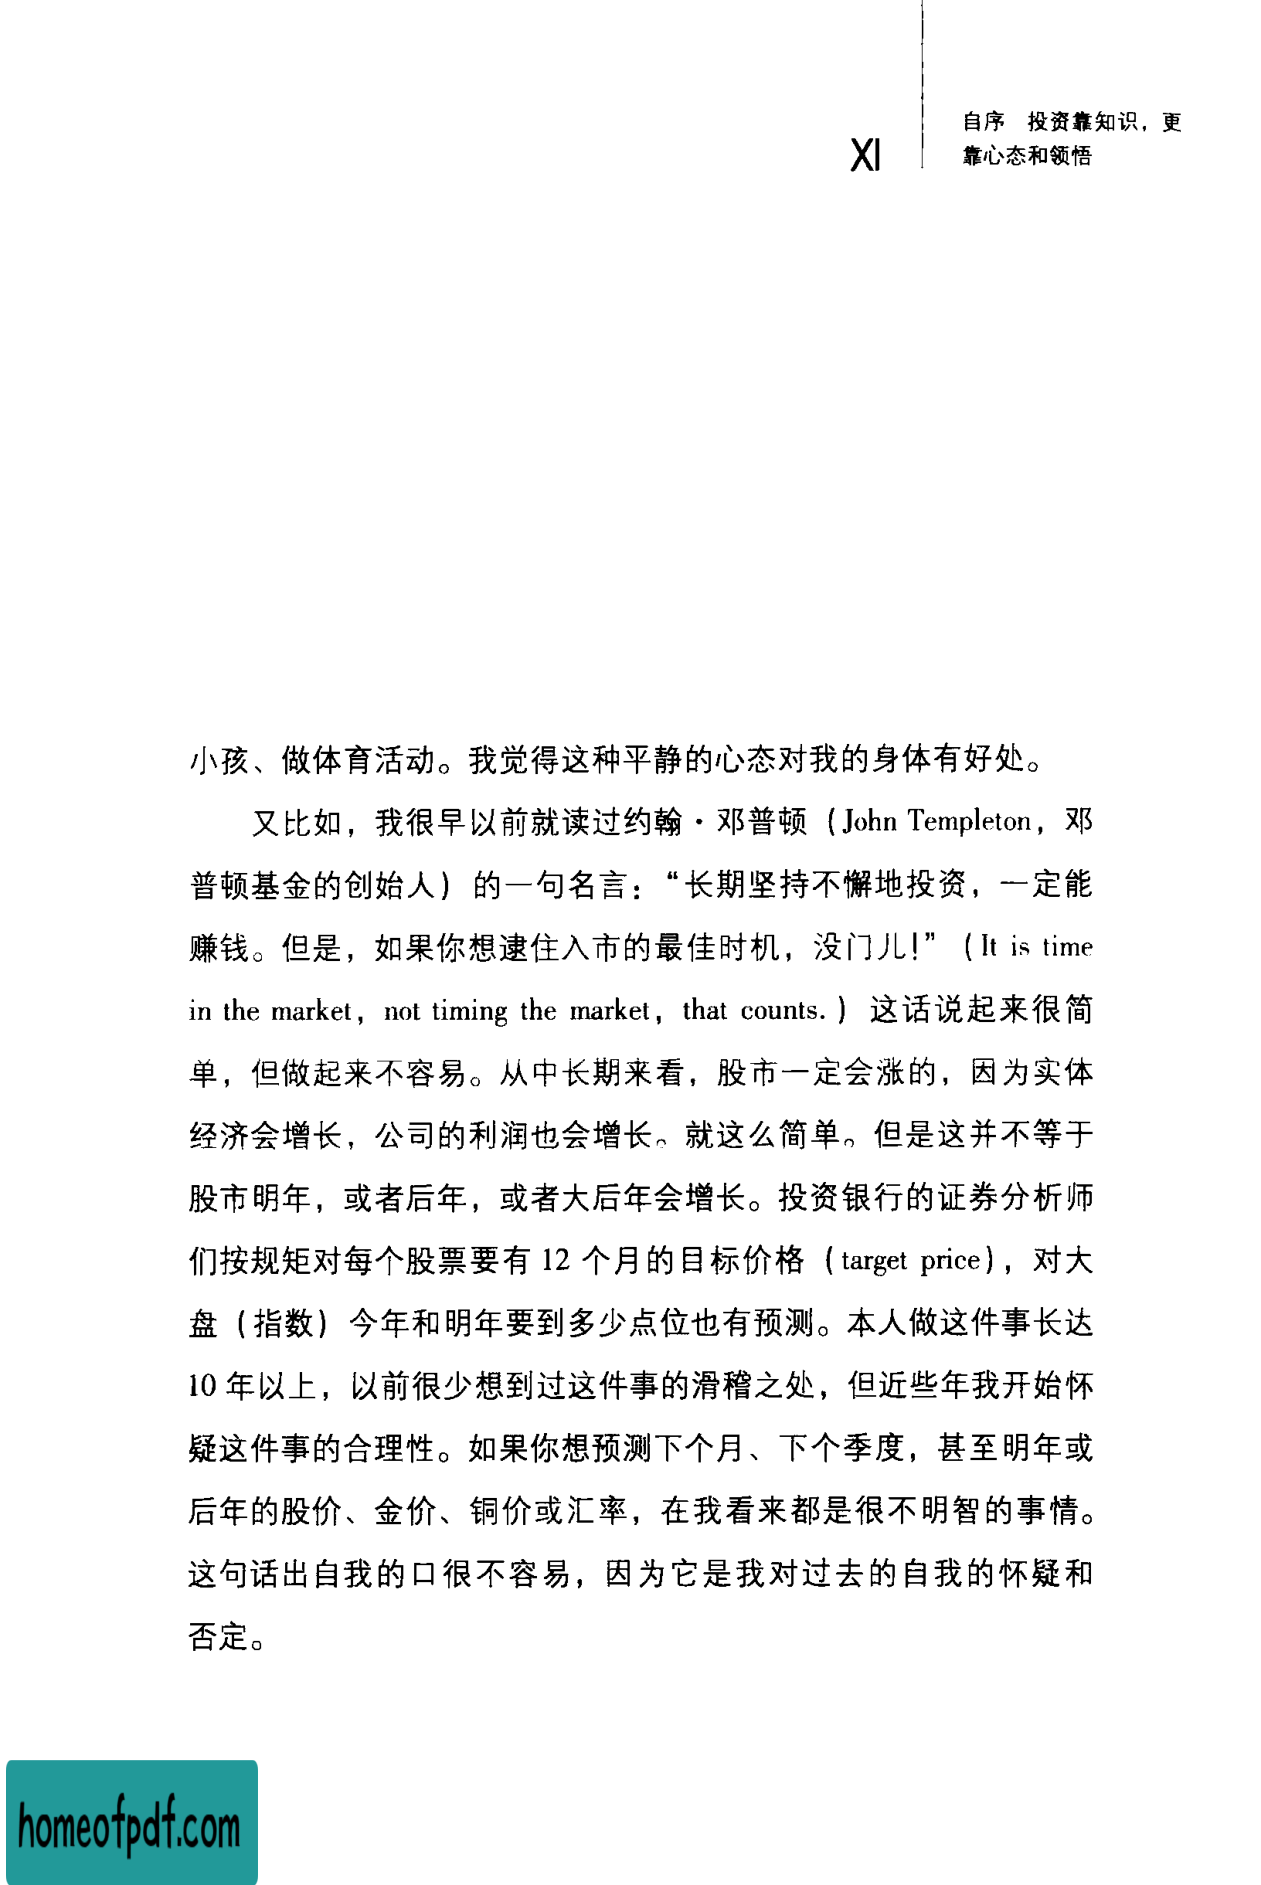 自序　投资靠知识，更
靠心态和领悟
XI
小孩、做体育活动。我觉得这种平静的心态对我的身体有好处。
又比如，我很早以前就读过约翰·邓普顿（John Templeton，邓
普顿基金的创始人）的一句名言：“长期坚持不懈地投资，一定能
赚钱。但是，如果你想逮住入市的最佳时机，没门儿！”（It is time
in the market，not timing the market，that counts.）这话说起来很简
单，但做起来不容易。从中长期来看，股市一定会涨的，因为实体
经济会增长，公司的利润也会增长。就这么简单。但是这并不等于
股市明年，或者后年，或者大后年会增长。投资银行的证券分析师
们按规矩对每个股票要有 12 个月的目标价格（target price），对大
盘（指数）今年和明年要到多少点位也有预测。本人做这件事长达
10 年以上，以前很少想到过这件事的滑稽之处，但近些年我开始怀
疑这件事的合理性。如果你想预测下个月、下个季度，甚至明年或
后年的股价、金价、铜价或汇率，在我看来都是很不明智的事情。
这句话出自我的口很不容易，因为它是我对过去的自我的怀疑和
否定。
homeofpdf.com